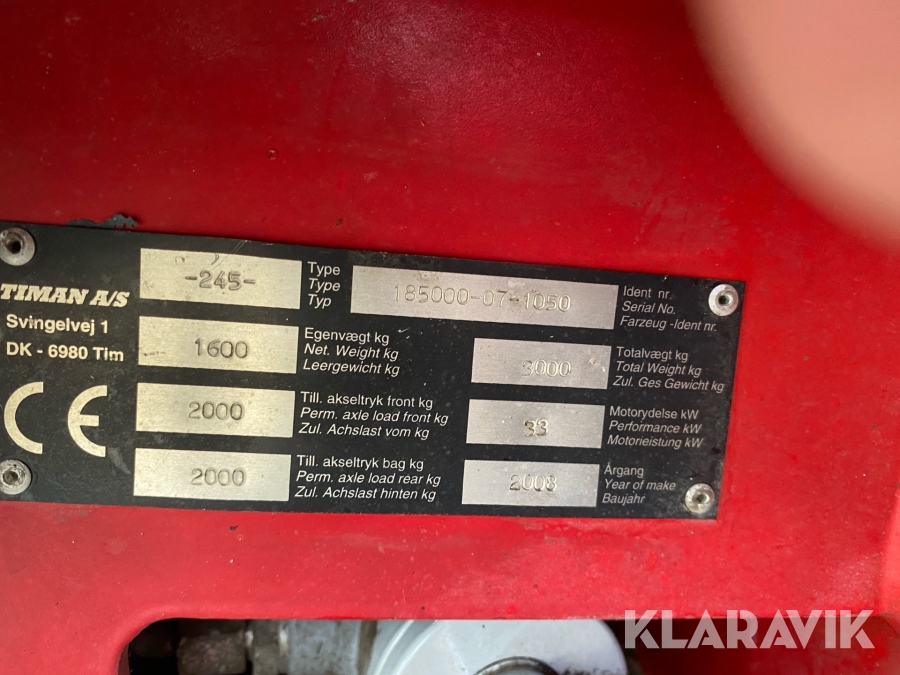 TIMAN A/S
Svingelvej 1
DK - 6980 Tim
-245-
Type
Type
Typ
185000-07-1050
Ident nr.
Serial No.
Farzeug -Ident nr.
1600
Egenvægt kg
Net. Weight kg
Leergewicht kg
3000
Totalvægt kg
Total Weight kg
Zul. Ges Gewicht kg
2000
Till. akseltryk front kg
Perm. axle load front kg
Zul. Achslast vom kg
33
Motorydelse kW
Performance kW
Motorieistung kW
2000
Till. akseltryk bag kg
Perm. axle load rear kg
Zul. Achslast hinten kg
2008
Årgang
Year of make
Baujahr
CE
KLARAVIK